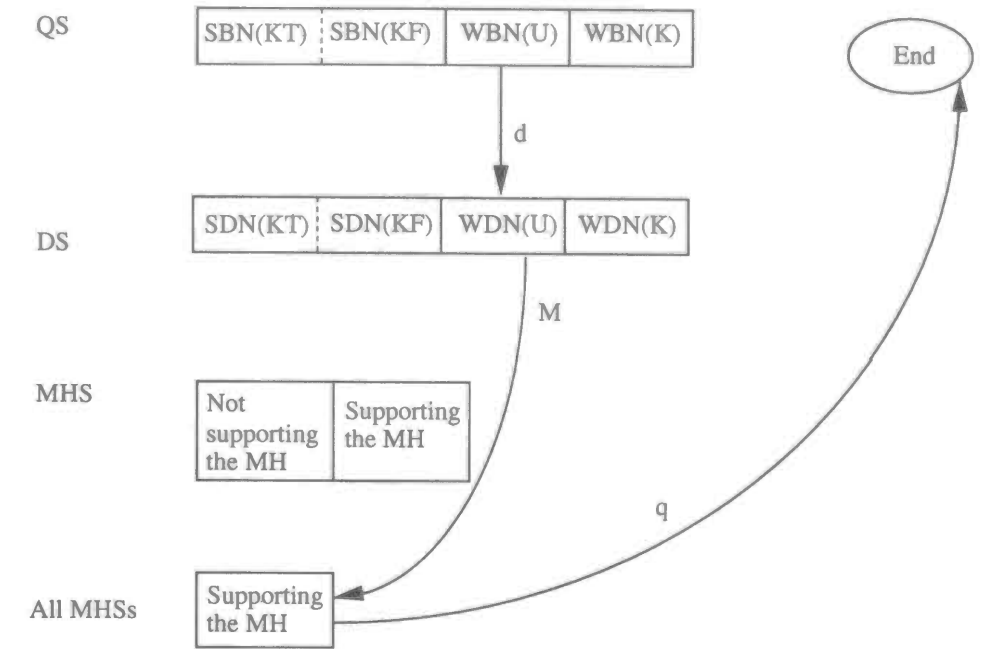 QS
SBN(KT) SBN(KF) WBN(U) WBN(K)
End
d
DS
SDN(KT) SDN(KF) WDN(U) WDN(K)
M
MHS
Not
supporting
the MH
Supporting
the MH
q
All MHSs
Supporting
the MH